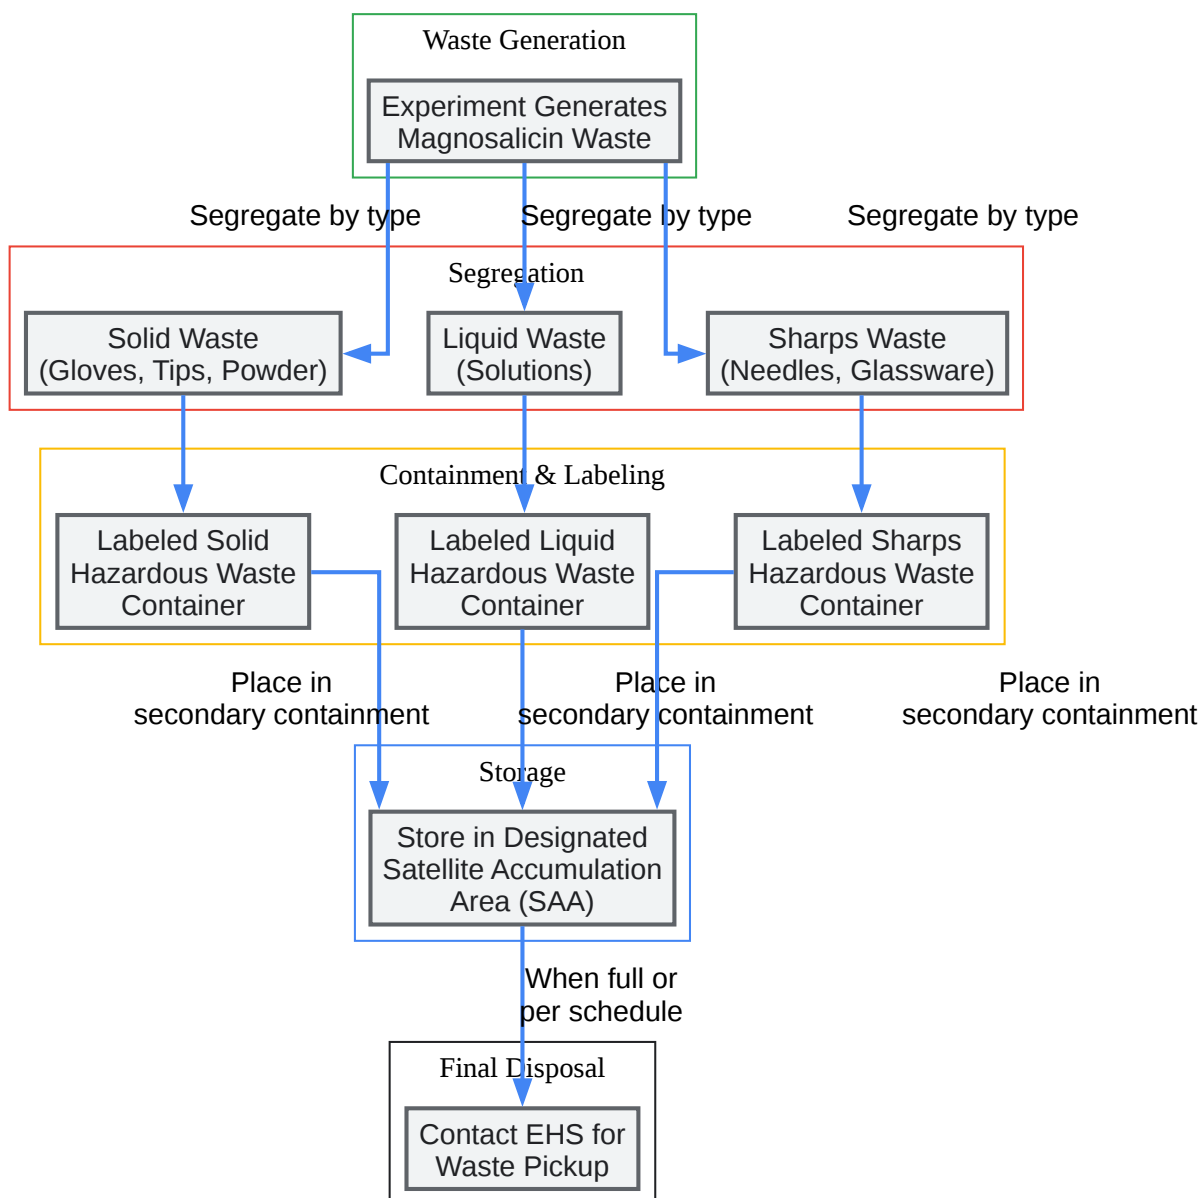 Waste Generation
Experiment Generates
Magnosalicin Waste
Segregate by type
Segregate by type
Segregate by type
Segregation
Solid Waste
(Gloves, Tips, Powder)
Liquid Waste
(Solutions)
Sharps Waste
(Needles, Glassware)
Containment & Labeling
Labeled Solid
Hazardous Waste
Container
Labeled Liquid
Hazardous Waste
Container
Labeled Sharps
Hazardous Waste
Container
Place in
secondary containment
Place in
secondary containment
Place in
secondary containment
Storage
Store in Designated
Satellite Accumulation
Area (SAA)
When full or
per schedule
Final Disposal
Contact EHS for
Waste Pickup